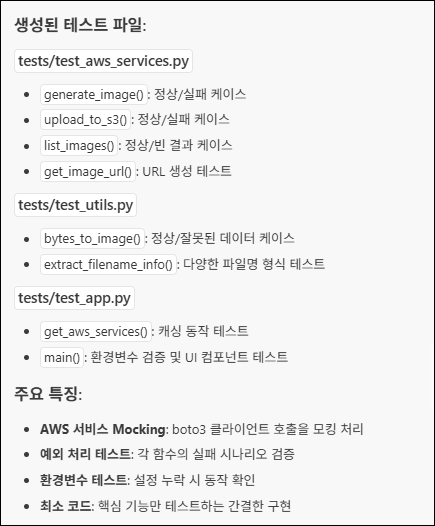 생성된 테스트 파일:
tests/test_aws_services.py
• generate_image() : 정상/실패 케이스
• upload_to_s3() : 정상/실패 케이스
• list_images() : 정상/빈 결과 케이스
• get_image_url() : URL 생성 테스트
tests/test_utils.py
• bytes_to_image() : 정상/잘못된 데이터 케이스
• extract_filename_info() : 다양한 파일명 형식 테스트
tests/test_app.py
• get_aws_services() : 캐싱 동작 테스트
• main() : 환경변수 검증 및 UI 컴포넌트 테스트
주요 특징:
• AWS 서비스 Mocking: boto3 클라이언트 호출을 모킹 처리
• 예외 처리 테스트: 각 함수의 실패 시나리오 검증
• 환경변수 테스트: 설정 누락 시 동작 확인
• 최소 코드: 핵심 기능만 테스트하는 간결한 구현